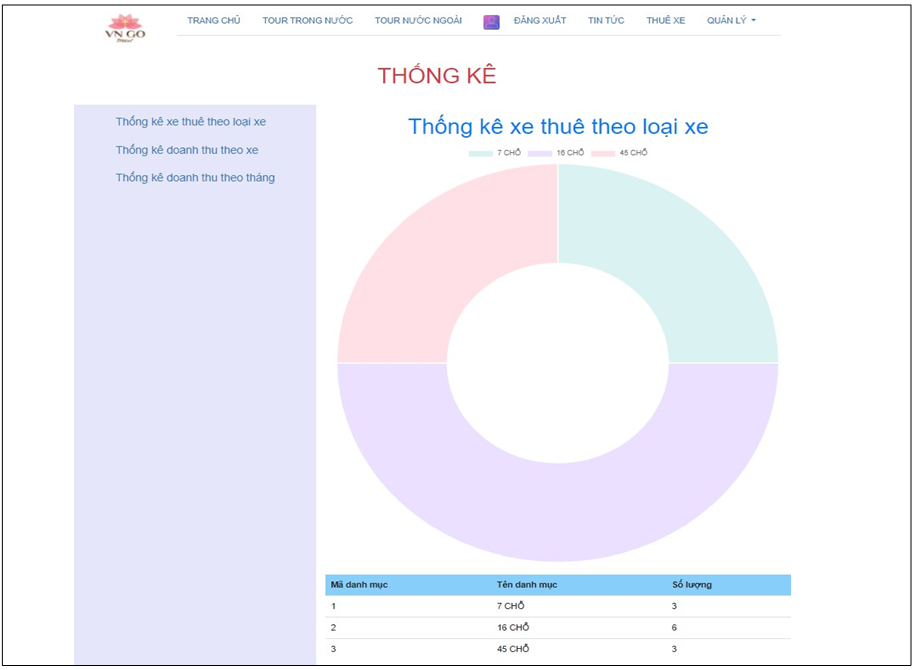 VN GO
TRANG CHỦ TOUR TRONG NƯỚC TOUR NƯỚC NGOÀI ĐĂNG XUẤT TIN TỨC THUÊ XE QUẢN LÝ
THỐNG KÊ
Thống kê xe thuê theo loại xe
Thống kê doanh thu theo xe
Thống kê doanh thu theo tháng
Thống kê xe thuê theo loại xe
7 CHỖ 16 CHỖ 45 CHỖ
Mã danh mục Tên danh mục Số lượng
1 7 CHỖ 3
2 16 CHỖ 6
3 45 CHỖ 3